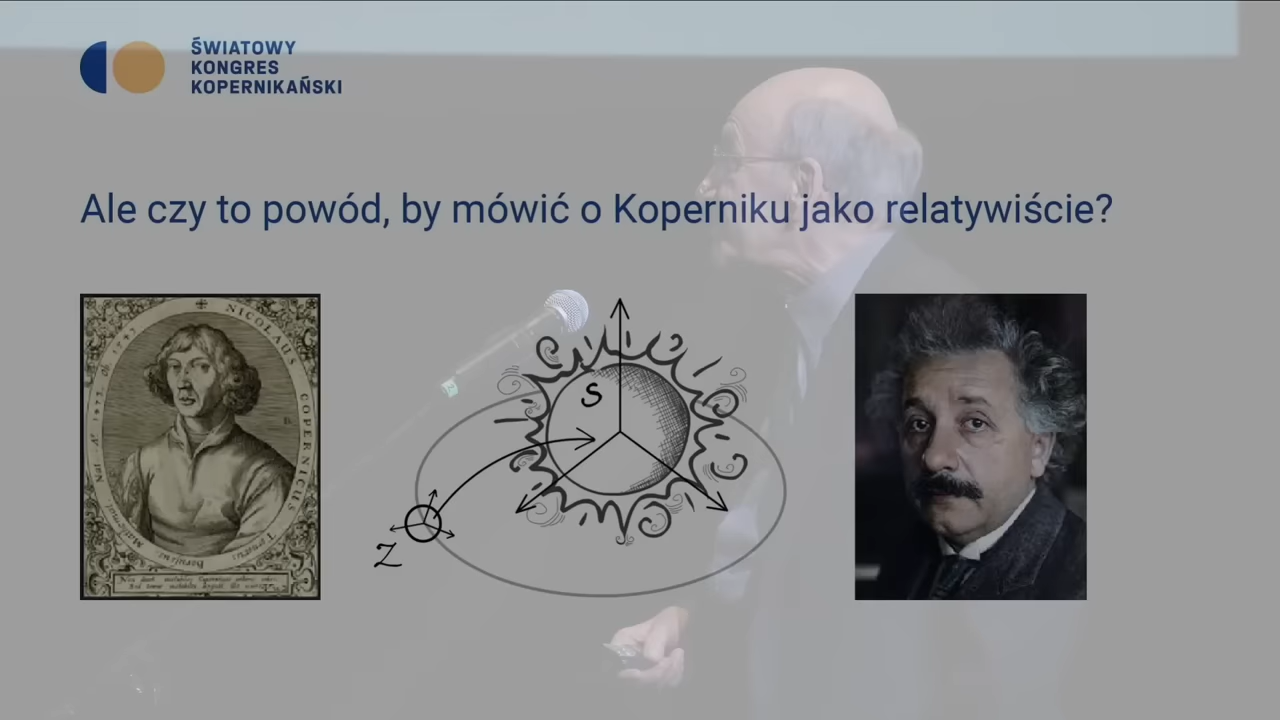 ŚWIATOWY
KONGRES
KOPERNIKAŃSKI
Ale czy to powód, by mówić o Koperniku jako relatywiście?
NICOLAUS COPERNICUS
S
Z